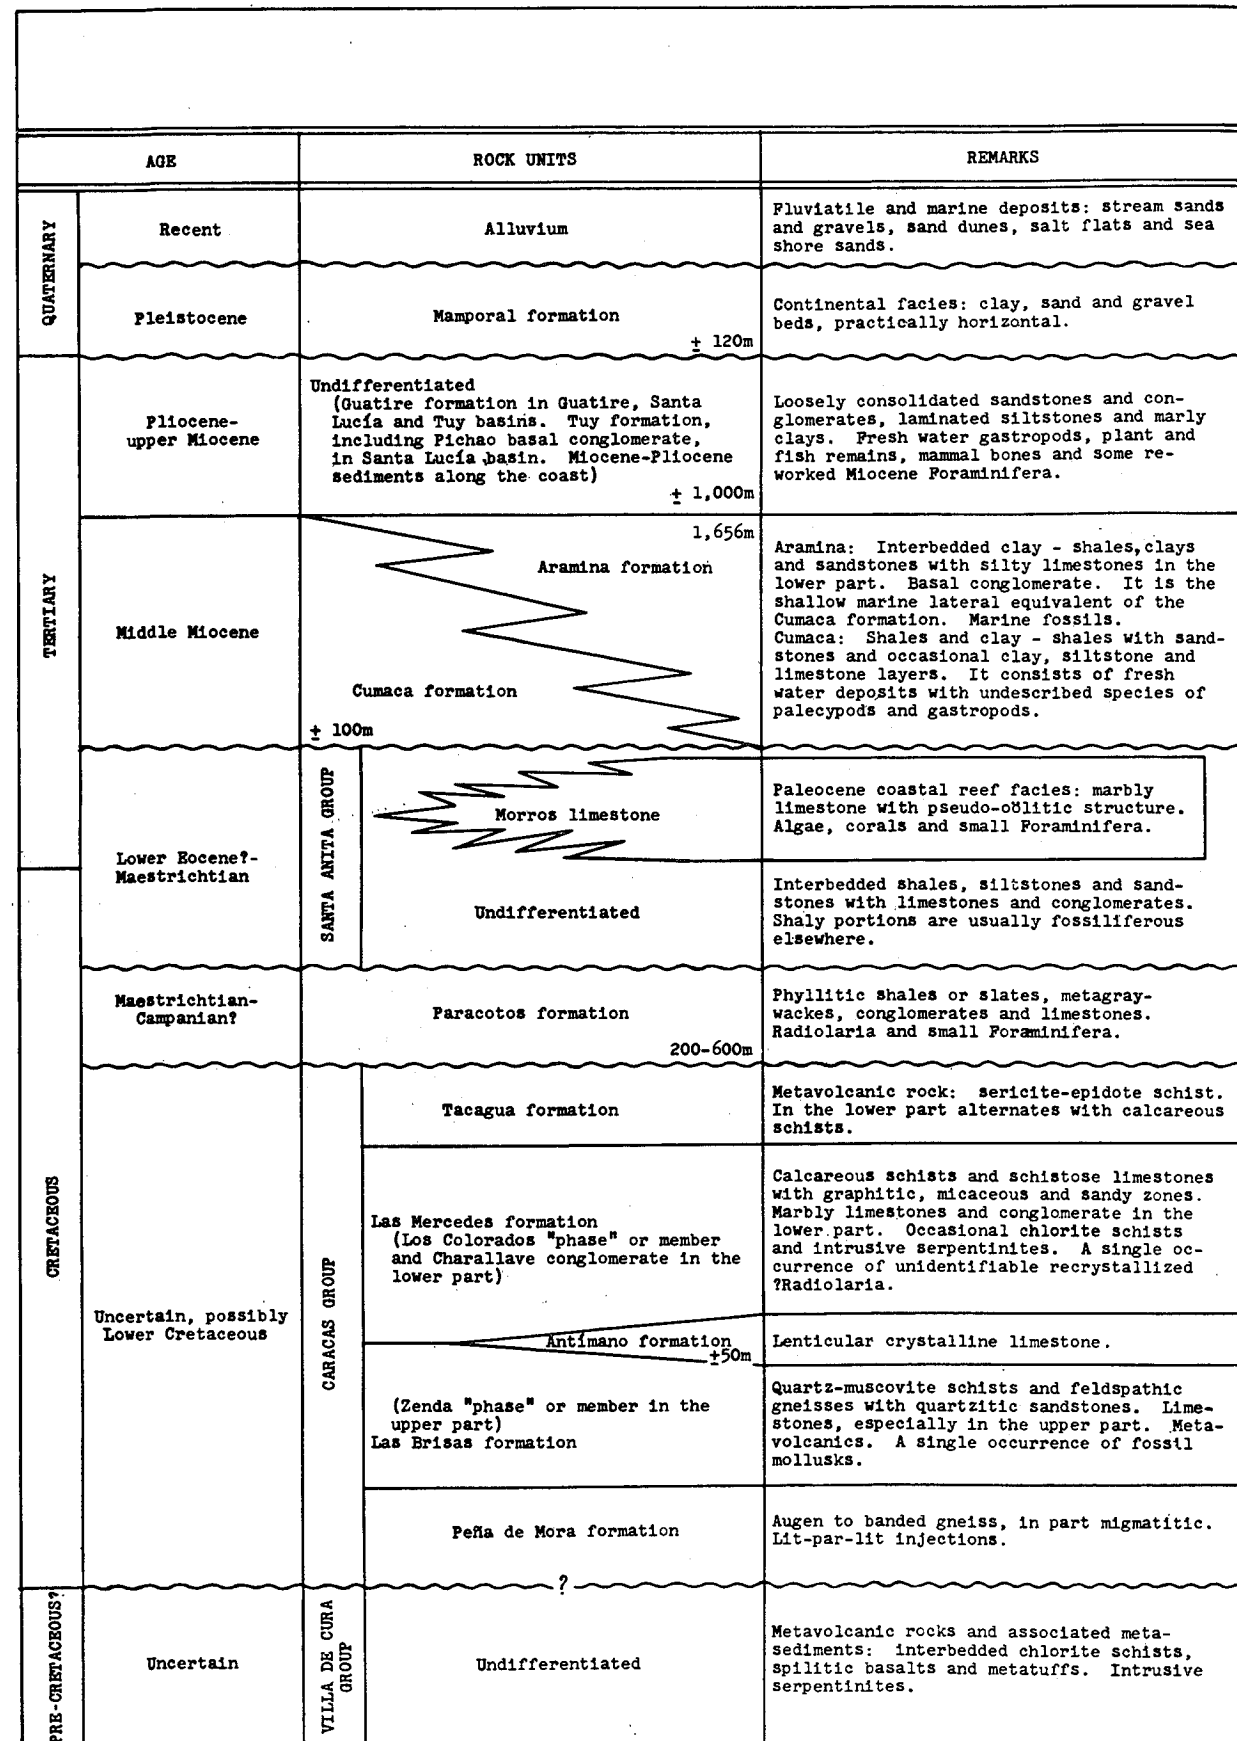 AGE
ROCK UNITS
REMARKS
QUATERNARY
Recent
Alluvium
Fluviatile and marine deposits: stream sands
and gravels, sand dunes, salt flats and sea
shore sands.
Pleistocene
Mamporal formation
± 120m
Continental facies: clay, sand and gravel
beds, practically horizontal.
TERTIARY
Pliocene-
upper Miocene
Undifferentiated
(Guatire formation in Guatire, Santa
Lucía and Tuy basins. Tuy formation,
including Pichao basal conglomerate,
in Santa Lucía basin. Miocene-Pliocene
sediments along the coast)
± 1,000m
Loosely consolidated sandstones and con-
glomerates, laminated siltstones and marly
clays. Fresh water gastropods, plant and
fish remains, mammal bones and some re-
worked Miocene Foraminifera.
Middle Miocene
1,656m
Aramina formation
Cumaca formation
± 100m
Aramina: Interbedded clay - shales, clays
and sandstones with silty limestones in the
lower part. Basal conglomerate. It is the
shallow marine lateral equivalent of the
Cumaca formation. Marine fossils.
Cumaca: Shales and clay - shales with sand-
stones and occasional clay, siltstone and
limestone layers. It consists of fresh
water deposits with undescribed species of
palecypods and gastropods.
Lower Eocene?-
Maestrichtian
SANTA ANITA GROUP
Morros limestone
Paleocene coastal reef facies: marbly
limestone with pseudo-oölitic structure.
Algae, corals and small Foraminifera.
Undifferentiated
Interbedded shales, siltstones and sand-
stones with limestones and conglomerates.
Shaly portions are usually fossiliferous
elsewhere.
CRETACEOUS
Maestrichtian-
Campanian?
Paracotos formation
200-600m
Phyllitic shales or slates, metagray-
wackes, conglomerates and limestones.
Radiolaria and small Foraminifera.
Uncertain, possibly
Lower Cretaceous
CARACAS GROUP
Tacagua formation
Metavolcanic rock: sericite-epidote schist.
In the lower part alternates with calcareous
schists.
Las Mercedes formation
(Los Colorados "phase" or member
and Charallave conglomerate in the
lower part)
Calcareous schists and schistose limestones
with graphitic, micaceous and sandy zones.
Marbly limestones and conglomerate in the
lower part. Occasional chlorite schists
and intrusive serpentinites. A single oc-
currence of unidentifiable recrystallized
?Radiolaria.
Antímano formation
±50m
Lenticular crystalline limestone.
(Zenda "phase" or member in the
upper part)
Las Brisas formation
Quartz-muscovite schists and feldspathic
gneisses with quartzitic sandstones. Lime-
stones, especially in the upper part. Meta-
volcanics. A single occurrence of fossil
mollusks.
Peña de Mora formation
Augen to banded gneiss, in part migmatitic.
Lit-par-lit injections.
?
PRE-CRETACEOUS?
Uncertain
VILLA DE CURA
GROUP
Undifferentiated
Metavolcanic rocks and associated meta-
sediments: interbedded chlorite schists,
spilitic basalts and metatuffs. Intrusive
serpentinites.